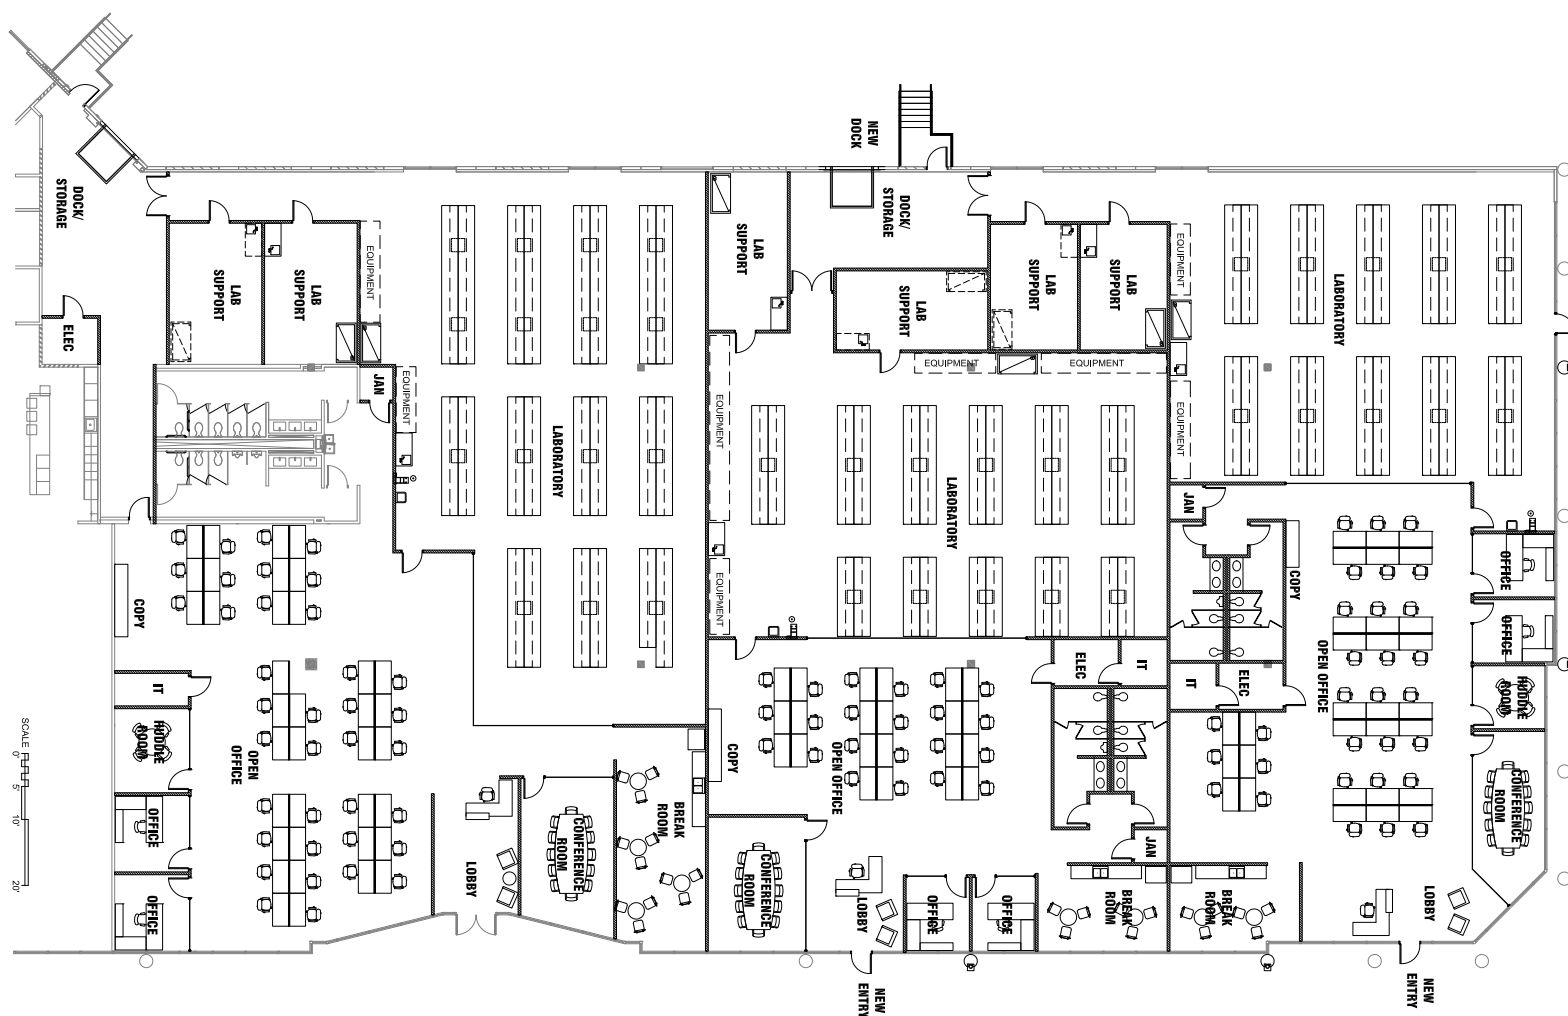 NEW
DOCK
DOCK/
STORAGE
DOCK/
STORAGE
LAB
SUPPORT
LAB
SUPPORT
EQUIPMENT
LAB
SUPPORT
LAB
SUPPORT
LAB
SUPPORT
LAB
SUPPORT
EQUIPMENT
LABORATORY
ELEC
JAN
EQUIPMENT
EQUIPMENT
EQUIPMENT
EQUIPMENT
EQUIPMENT
LABORATORY
LABORATORY
EQUIPMENT
JAN
OFFICE
COPY
COPY
OFFICE
OPEN OFFICE
ELEC
IT
IT
ELEC
IT
HUDDLE
ROOM
HUDDLE
ROOM
OPEN
OFFICE
COPY
OPEN OFFICE
CONFERENCE
ROOM
OFFICE
BREAK
ROOM
CONFERENCE
ROOM
JAN
LOBBY
CONFERENCE
ROOM
OFFICE
LOBBY
OFFICE
OFFICE
BREAK
ROOM
BREAK
ROOM
LOBBY
NEW
ENTRY
NEW
ENTRY
SCALE
0'
5'
10'
20'